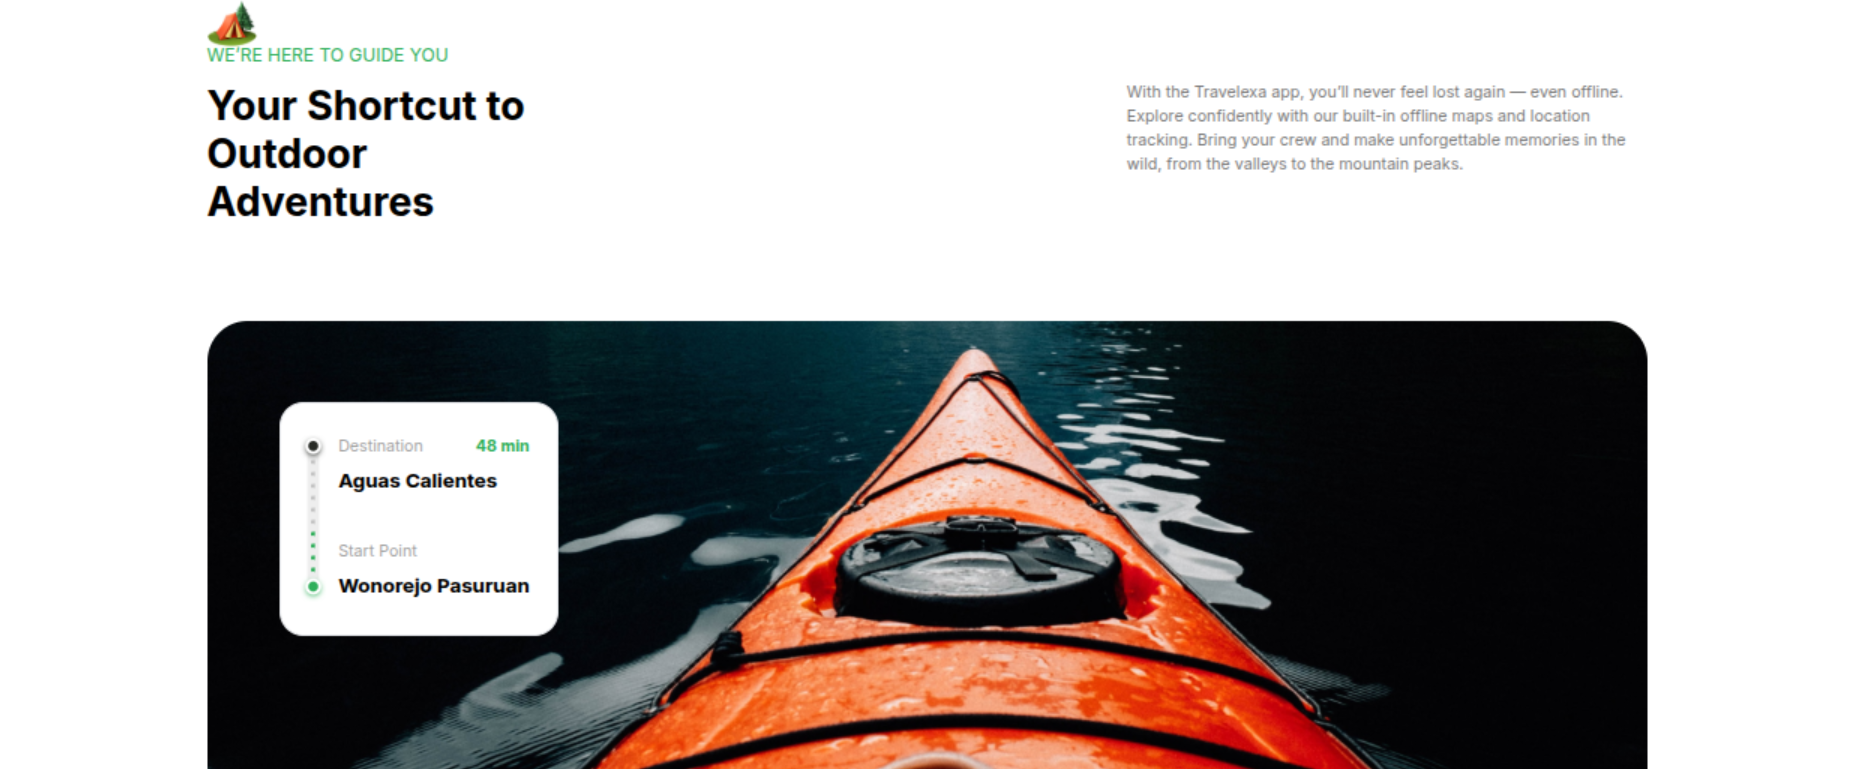 WE'RE HERE TO GUIDE YOU
Your Shortcut to
Outdoor
Adventures
With the Travelexa app, you'll never feel lost again — even offline.
Explore confidently with our built-in offline maps and location
tracking. Bring your crew and make unforgettable memories in the
wild, from the valleys to the mountain peaks.
Destination 48 min
Aguas Calientes
Start Point
Wonorejo Pasuruan